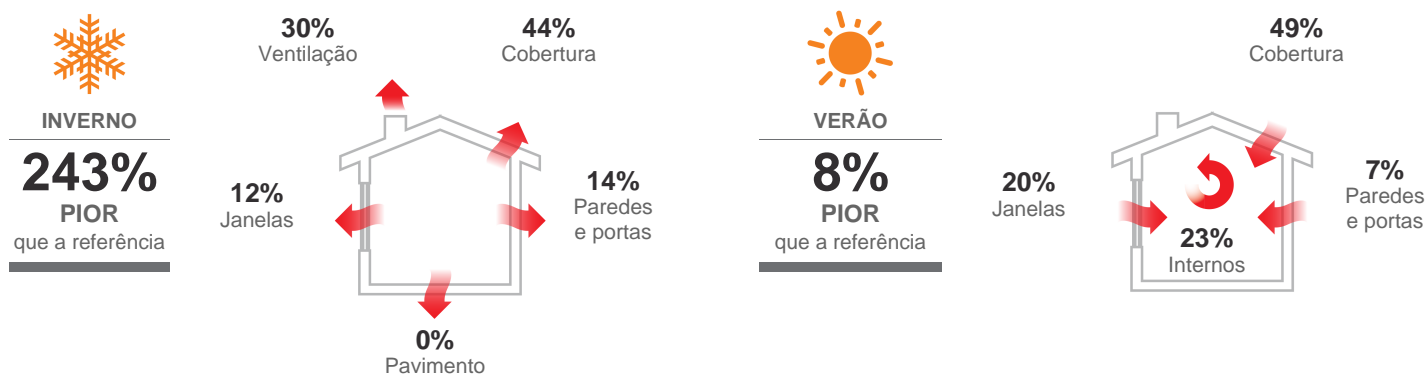 INVERNO
243%
PIOR
que a referência
30%
Ventilação
44%
Cobertura
12%
Janelas
14%
Paredes
e portas
0%
Pavimento
VERÃO
8%
PIOR
que a referência
49%
Cobertura
20%
Janelas
7%
Paredes
e portas
23%
Internos